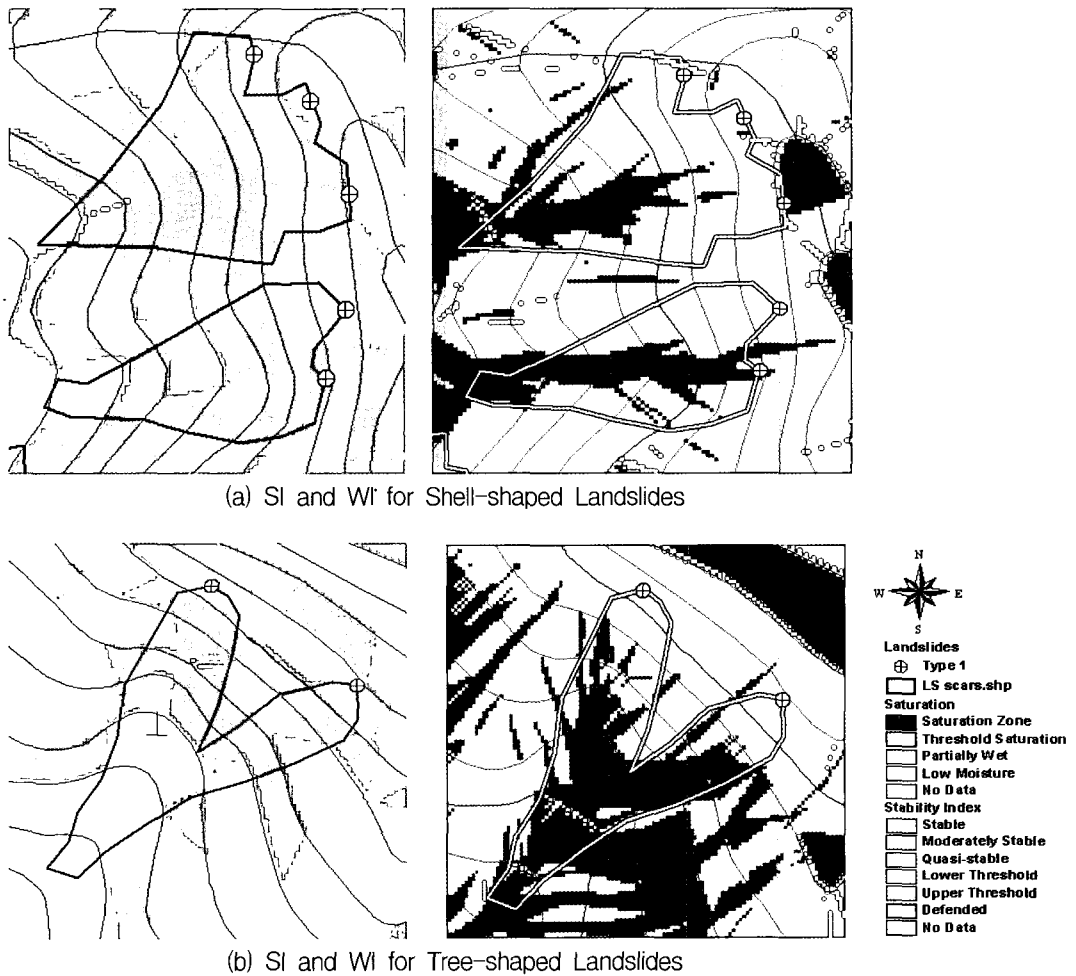 (a) SI and WI for Shell-shaped Landslides
N
W E
S
Landslides
Type 1
LS scars.shp
Saturation
Saturation Zone
Threshold Saturation
Partially Wet
Low Moisture
No Data
Stability Index
Stable
Moderately Stable
Quasi-stable
Lower Threshold
Upper Threshold
Defended
No Data
(b) SI and WI for Tree-shaped Landslides